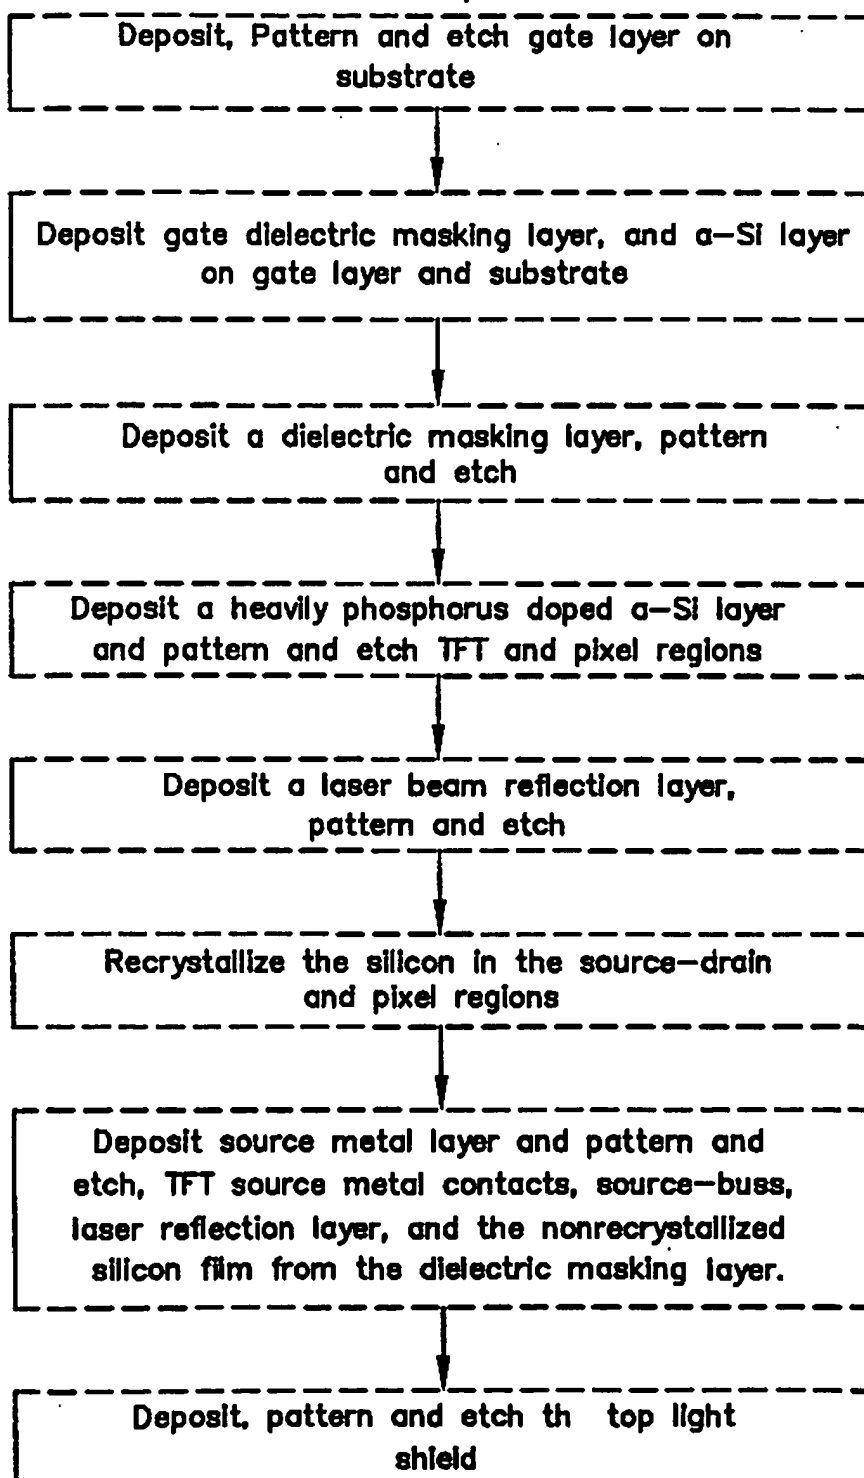 Deposit, Pattern and etch gate layer on
substrate
Deposit gate dielectric masking layer, and a-Si layer
on gate layer and substrate
Deposit a dielectric masking layer, pattern
and etch
Deposit a heavily phosphorus doped a-Si layer
and pattern and etch TFT and pixel regions
Deposit a laser beam reflection layer,
pattern and etch
Recrystallize the silicon in the source-drain
and pixel regions
Deposit source metal layer and pattern and
etch, TFT source metal contacts, source-buss,
laser reflection layer, and the nonrecrystallized
silicon film from the dielectric masking layer.
Deposit, pattern and etch th top light
shield